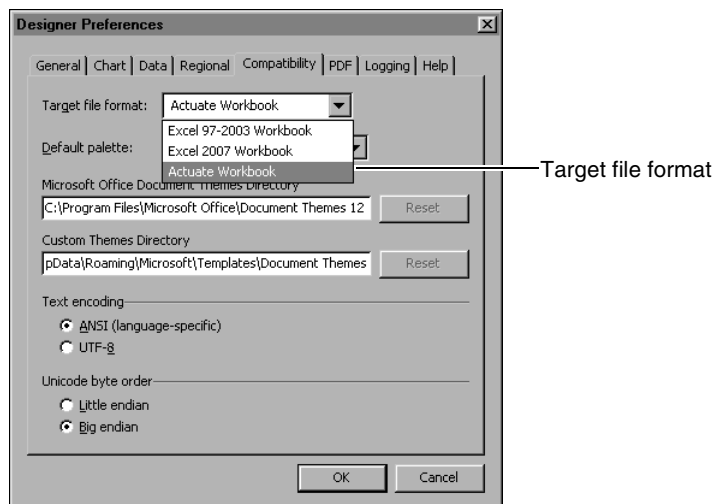 Designer Preferences
General Chart Data Regional Compatibility PDF Logging Help
Target file format: Actuate Workbook
Excel 97-2003 Workbook
Default palette:
Excel 2007 Workbook
Actuate Workbook
Target file format
Microsoft Office Document Themes Directory
C:\Program Files\Microsoft Office\Document Themes 12 Reset
Custom Themes Directory
pData\Roaming\Microsoft\Templates\Document Themes Reset
Text encoding
ANSI (language-specific)
UTF-8
Unicode byte order
Little endian
Big endian
OK Cancel